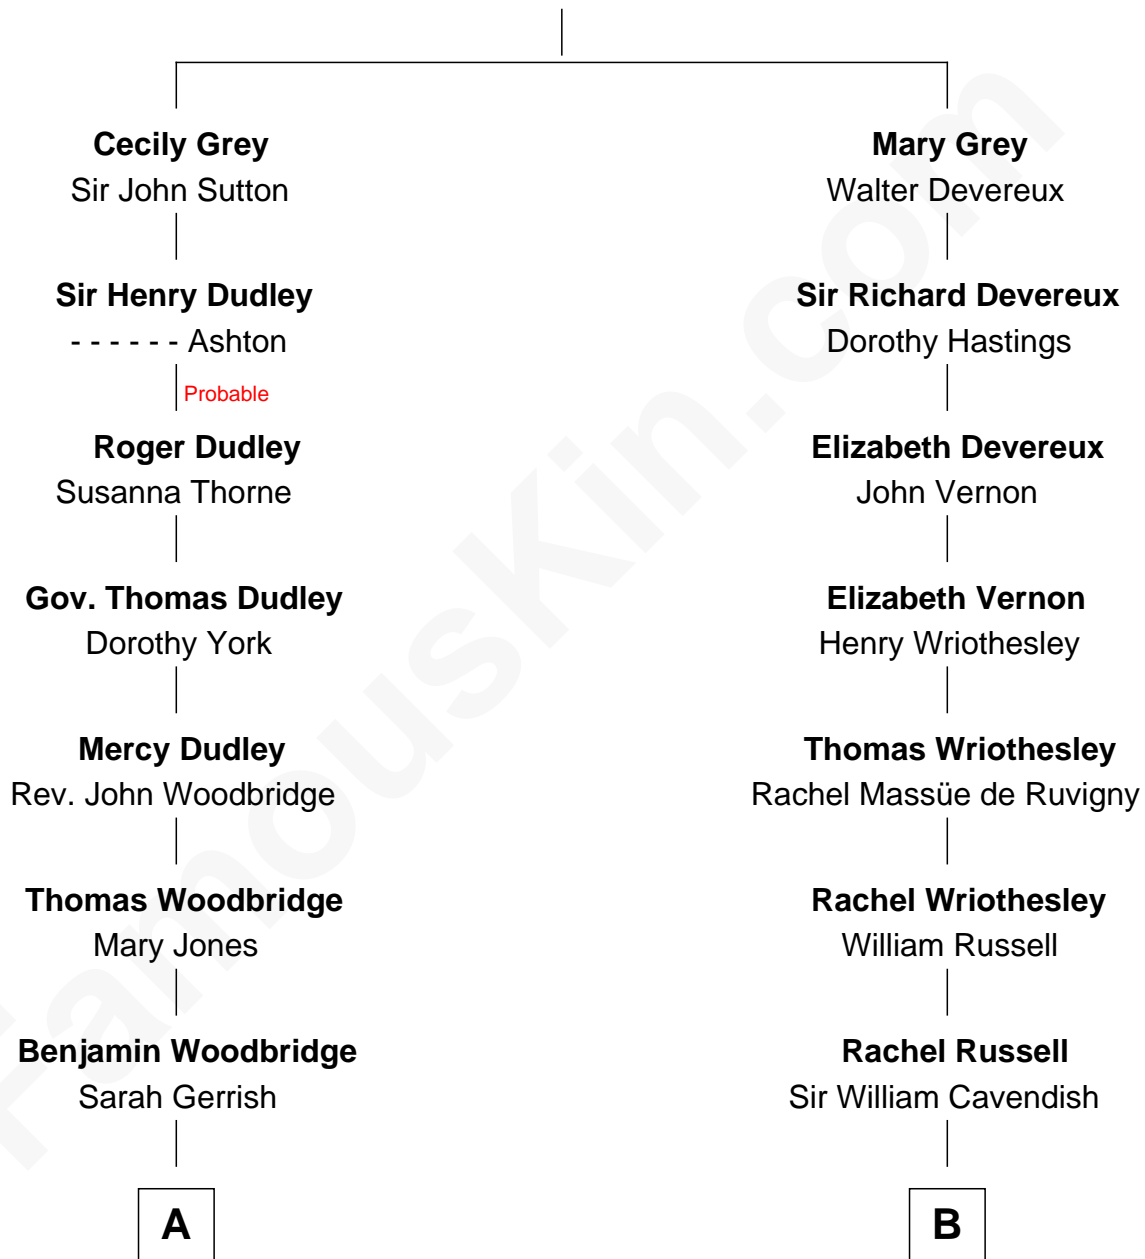 Cecily Grey
Sir John Sutton
Mary Grey
Walter Devereux
Sir Henry Dudley
- - - - - - Ashton
Probable
Sir Richard Devereux
Dorothy Hastings
Roger Dudley
Susanna Thorne
Elizabeth Devereux
John Vernon
Gov. Thomas Dudley
Dorothy York
Elizabeth Vernon
Henry Wriothesley
Mercy Dudley
Rev. John Woodbridge
Thomas Wriothesley
Rachel Massüe de Ruvigny
Thomas Woodbridge
Mary Jones
Rachel Wriothesley
William Russell
Benjamin Woodbridge
Sarah Gerrish
Rachel Russell
Sir William Cavendish
A
B
FamousKin.com